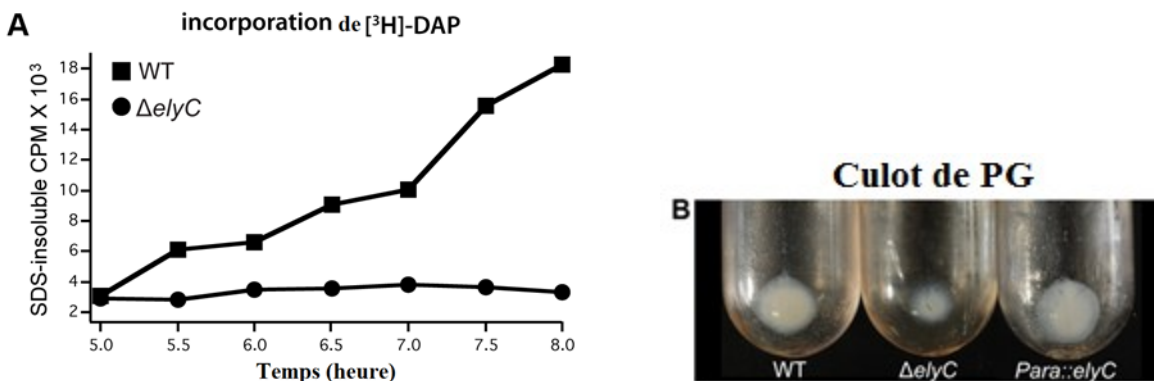 A
incorporation de [³H]-DAP
SDS-insoluble CPM X 10³
18
16
14
12
10
8
6
4
2
WT
ΔelyC
5.0 5.5 6.0 6.5 7.0 7.5 8.0
Temps (heure)
Culot de PG
B
WT ΔelyC Para::elyC